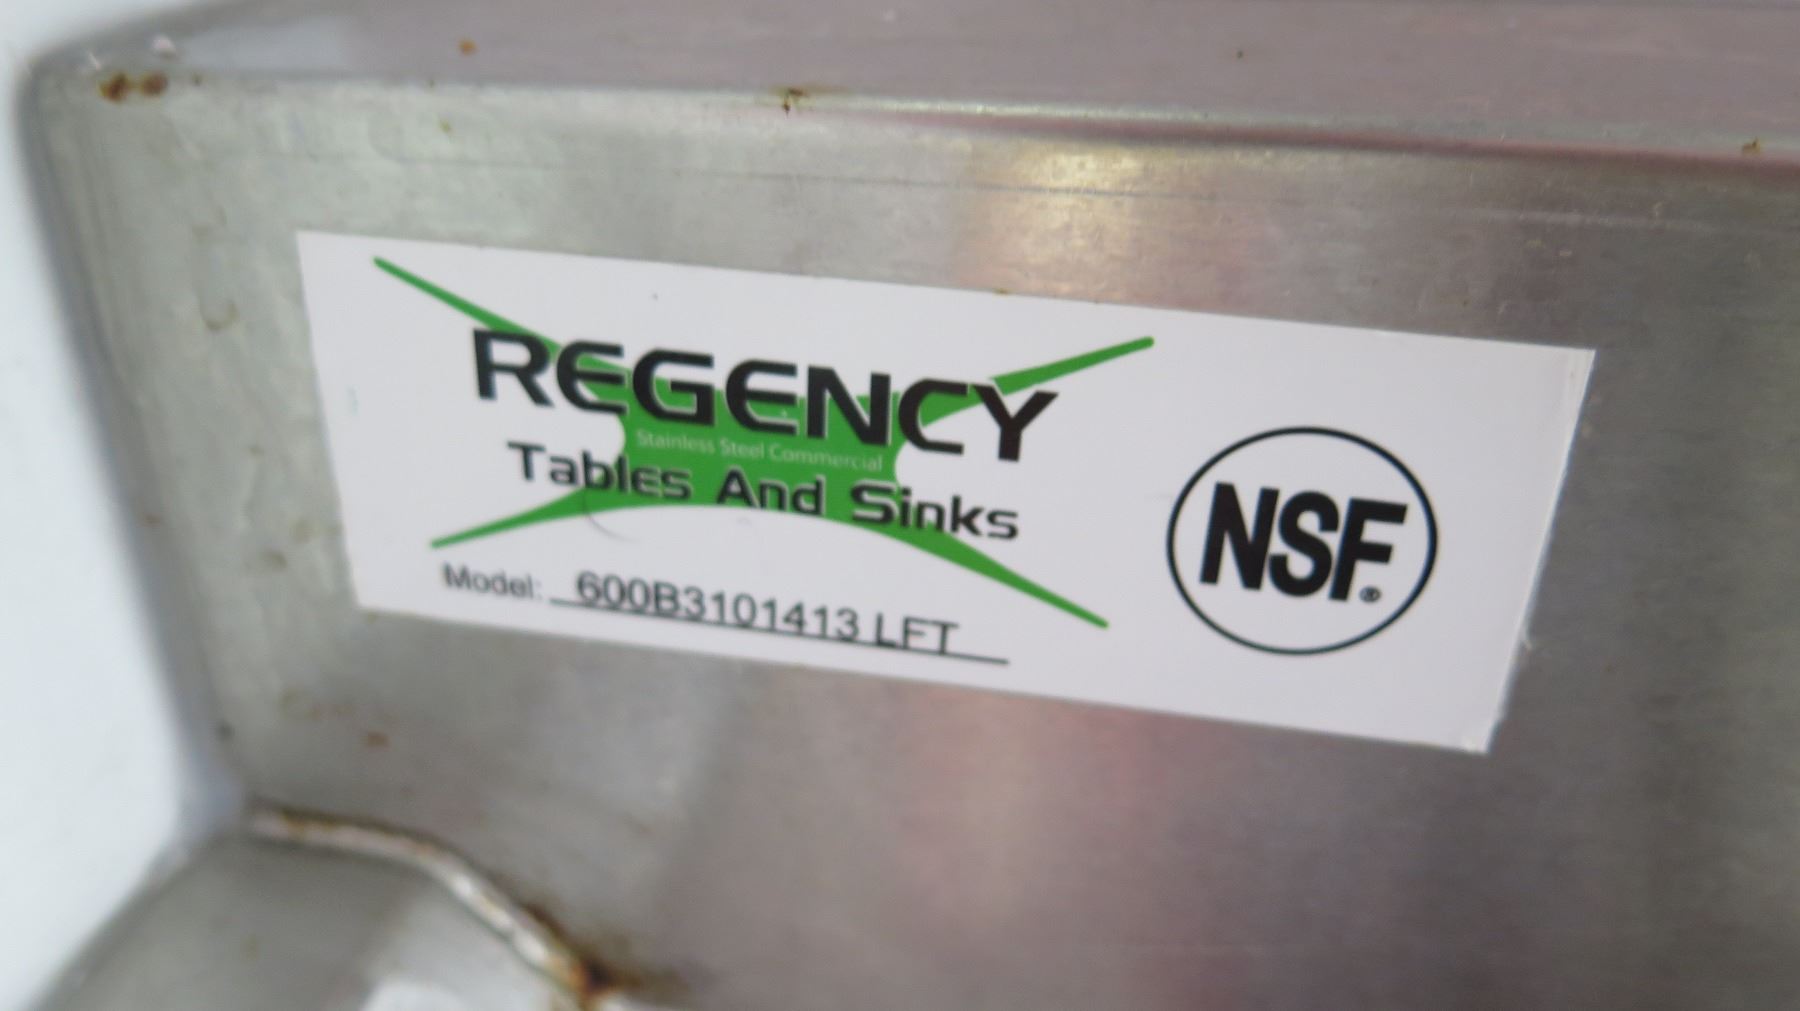 REGENCY
Stainless Steel Commercial
Tables And Sinks
Model: 600B3101413 LFT
NSF®